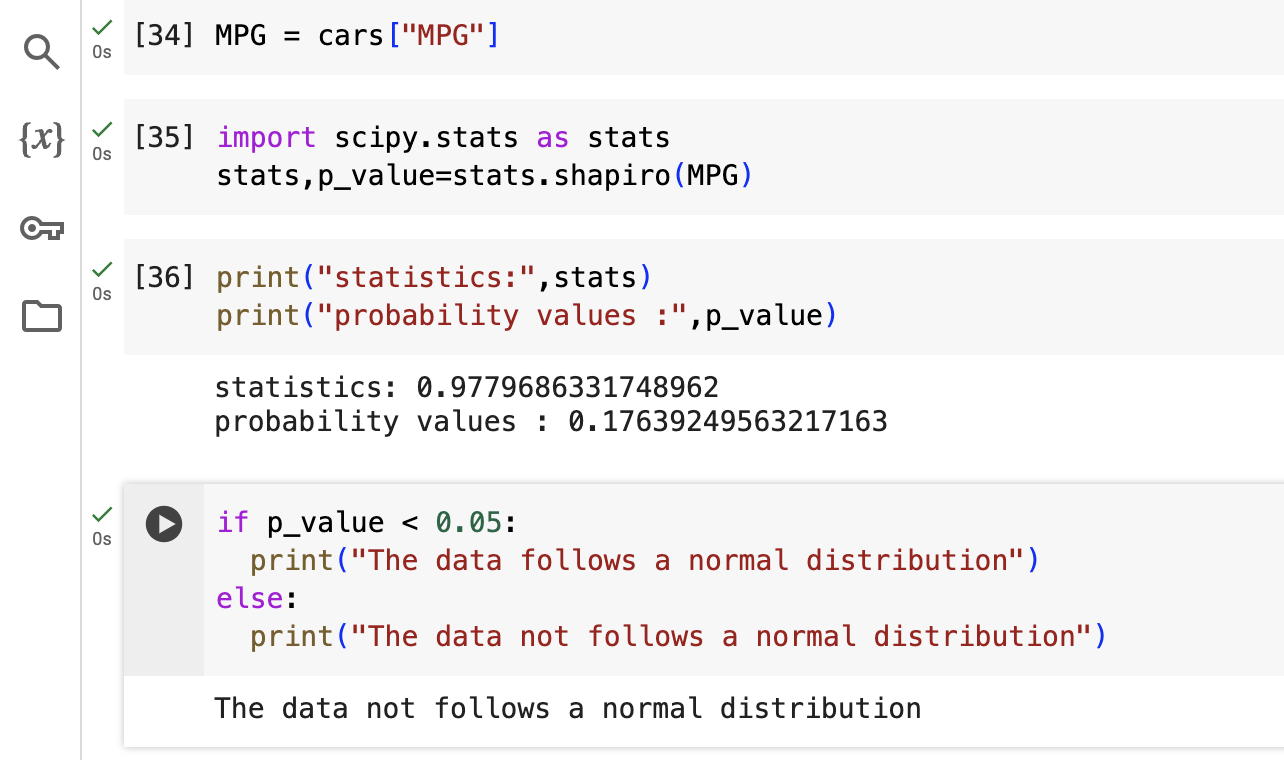 [34] MPG = cars["MPG"]
0s
{x}
[35] import scipy.stats as stats
0s
stats,p_value=stats.shapiro(MPG)
[36] print("statistics:",stats)
0s
print("probability values :",p_value)
statistics: 0.9779686331748962
probability values : 0.17639249563217163
if p_value < 0.05:
0s
  print("The data follows a normal distribution")
else:
  print("The data not follows a normal distribution")
The data not follows a normal distribution